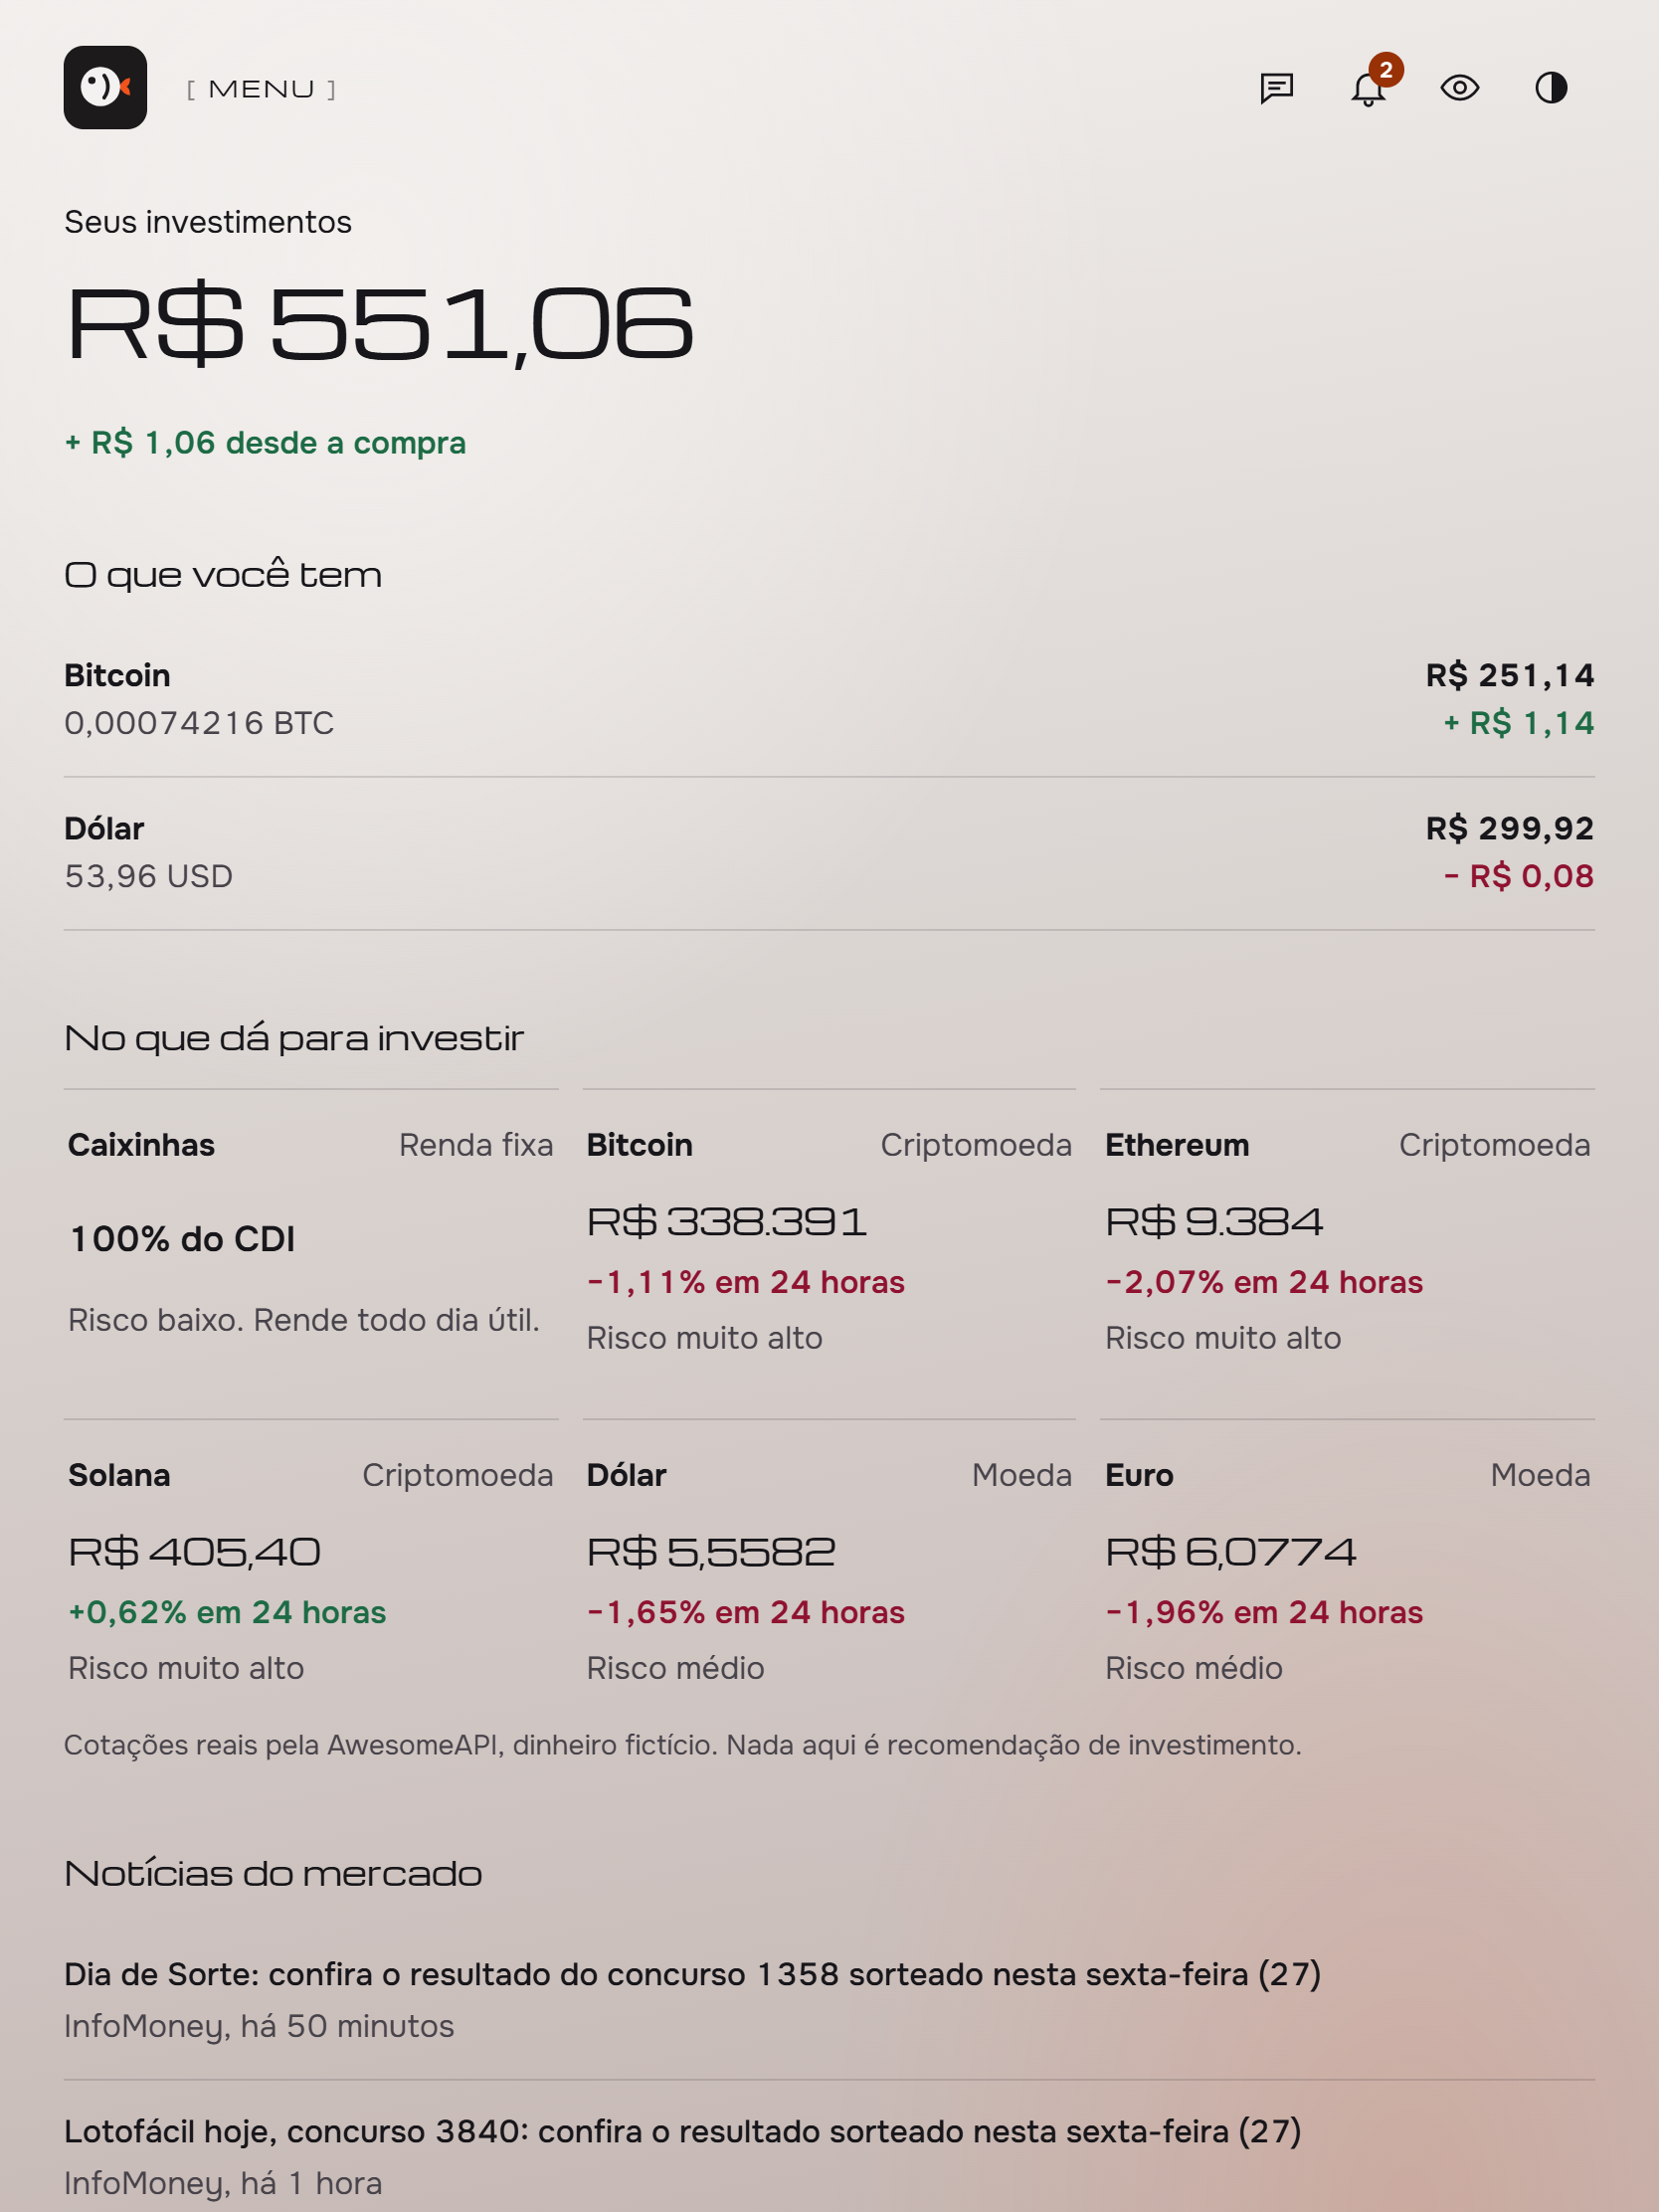 [ MENU ]
2
Seus investimentos
R$ 551,06
+ R$ 1,06 desde a compra
O que você tem
Bitcoin R$ 251,14
0,00074216 BTC + R$ 1,14
Dólar R$ 299,92
53,96 USD − R$ 0,08
No que dá para investir
Caixinhas Renda fixa
100% do CDI
Risco baixo. Rende todo dia útil.
Bitcoin Criptomoeda
R$ 338.391
−1,11% em 24 horas
Risco muito alto
Ethereum Criptomoeda
R$ 9.384
−2,07% em 24 horas
Risco muito alto
Solana Criptomoeda
R$ 405,40
+0,62% em 24 horas
Risco muito alto
Dólar Moeda
R$ 5,5582
−1,65% em 24 horas
Risco médio
Euro Moeda
R$ 6,0774
−1,96% em 24 horas
Risco médio
Cotações reais pela AwesomeAPI, dinheiro fictício. Nada aqui é recomendação de investimento.
Notícias do mercado
Dia de Sorte: confira o resultado do concurso 1358 sorteado nesta sexta-feira (27)
InfoMoney, há 50 minutos
Lotofácil hoje, concurso 3840: confira o resultado sorteado nesta sexta-feira (27)
InfoMoney, há 1 hora